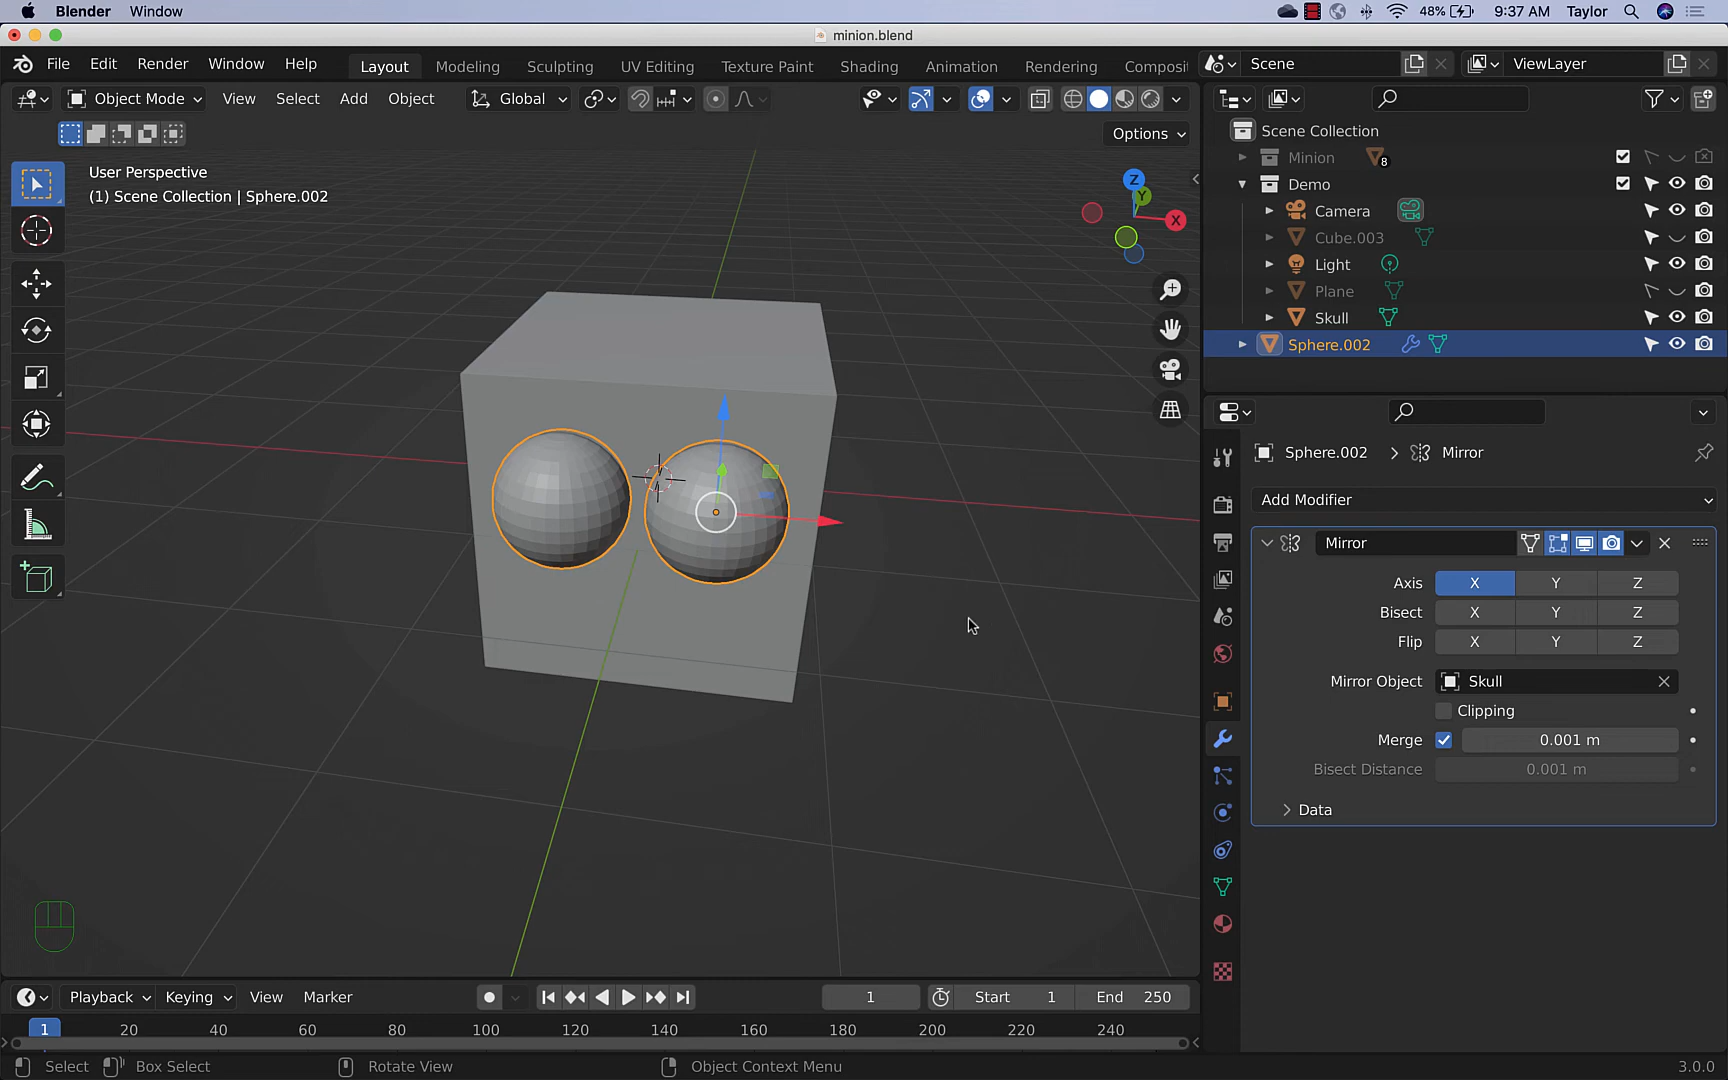 Blender Window 48% 9:37 AM Taylor
minion.blend
File Edit Render Window Help Layout Modeling Sculpting UV Editing Texture Paint Shading Animation Rendering Composi Scene ViewLayer
Object Mode View Select Add Object Global
Options
User Perspective
(1) Scene Collection | Sphere.002
Z
Y
X
Scene Collection
Minion 8
Demo
Camera
Cube.003
Light
Plane
Skull
Sphere.002
Sphere.002 > Mirror
Add Modifier
Mirror
Axis X Y Z
Bisect X Y Z
Flip X Y Z
Mirror Object Skull
Clipping
Merge 0.001 m
Bisect Distance 0.001 m
Data
Playback Keying View Marker 1 Start 1 End 250
1 20 40 60 80 100 120 140 160 180 200 220 240
Select Box Select Rotate View Object Context Menu 3.0.0